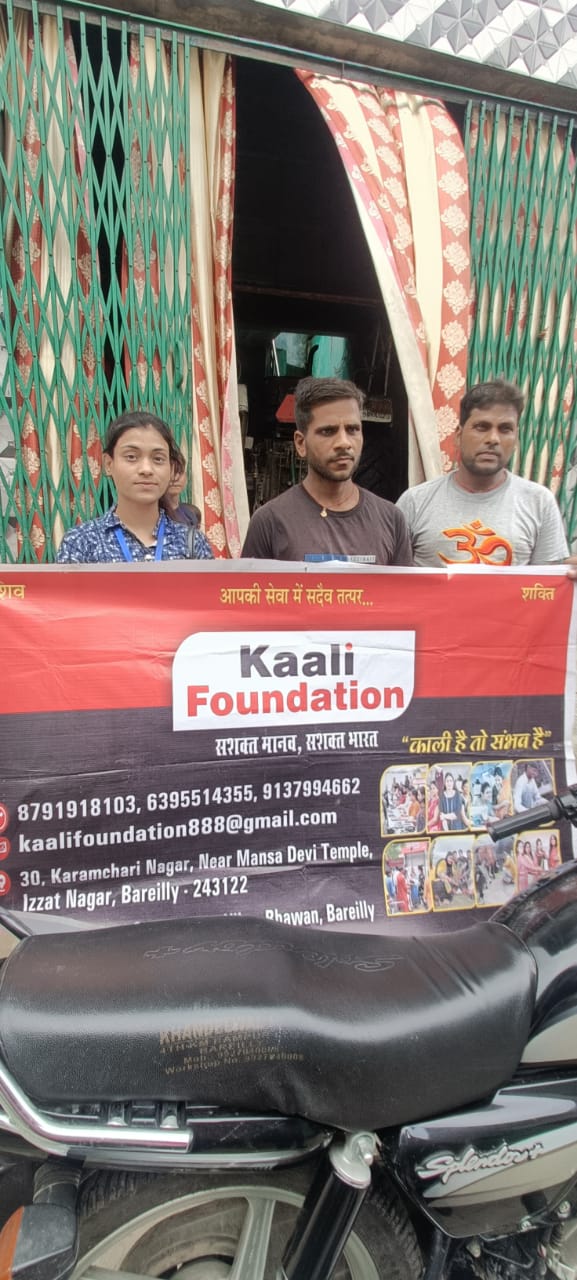 शिव
आपकी सेवा में सदैव तत्पर...
शक्ति
Kaali
Foundation
सशक्त मानव, सशक्त भारत
“काली है तो संभव है”
8791918103, 6395514355, 9137994662
kaalifoundation888@gmail.com
30, Karamchari Nagar, Near Mansa Devi Temple,
Izzat Nagar, Bareilly - 243122
Bhawan, Bareilly
ॐ
BAREILLY
Splendor+